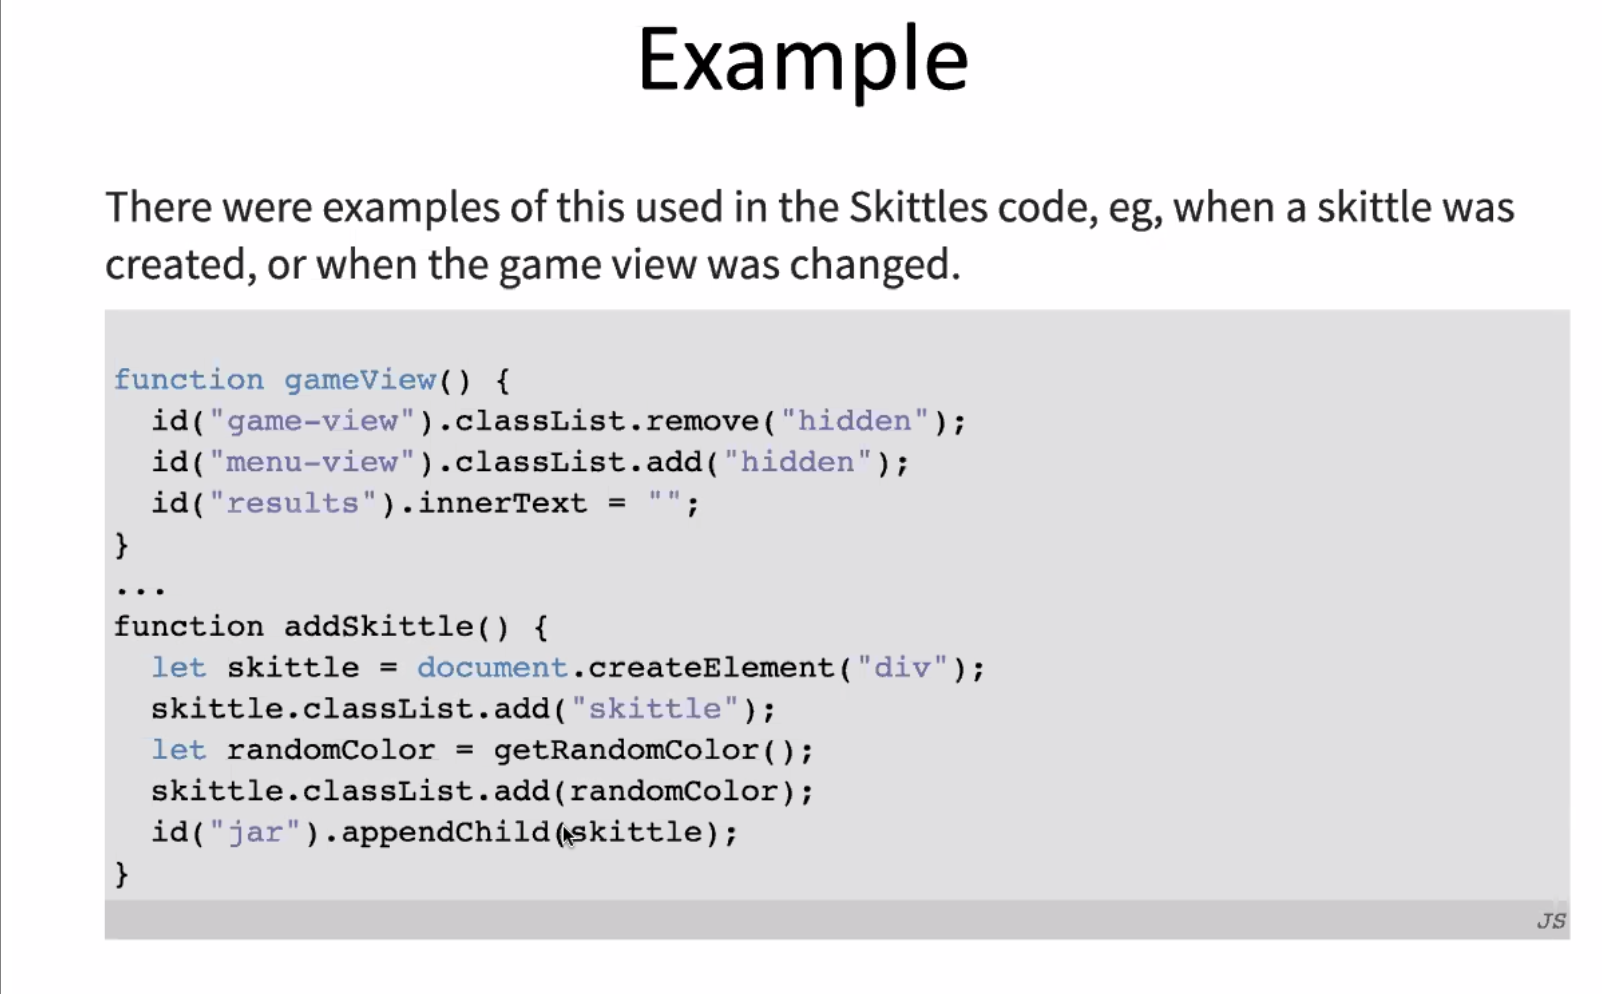 Example
There were examples of this used in the Skittles code, eg, when a skittle was
created, or when the game view was changed.
function gameView() {
  id("game-view").classList.remove("hidden");
  id("menu-view").classList.add("hidden");
  id("results").innerText = "";
}
...
function addSkittle() {
  let skittle = document.createElement("div");
  skittle.classList.add("skittle");
  let randomColor = getRandomColor();
  skittle.classList.add(randomColor);
  id("jar").appendChild(skittle);
}
JS